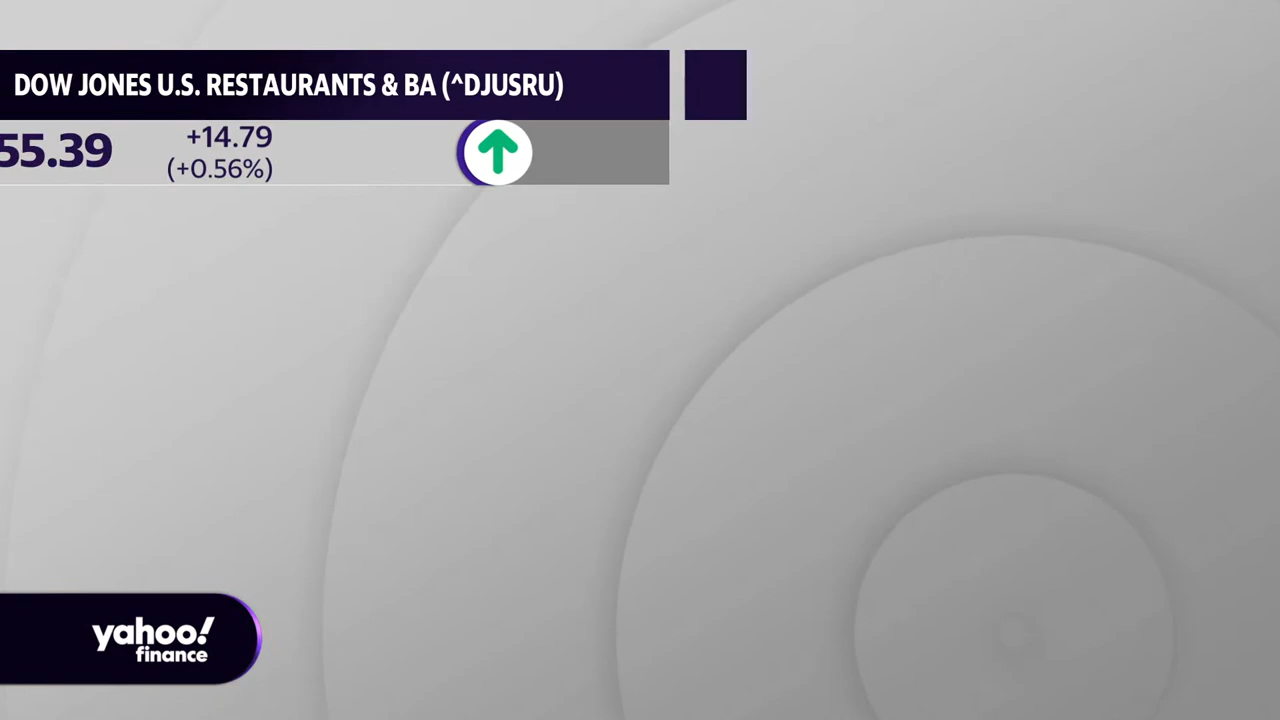 DOW JONES U.S. RESTAURANTS & BA (^DJUSRU)
55.39
+14.79
(+0.56%)
yahoo!
finance